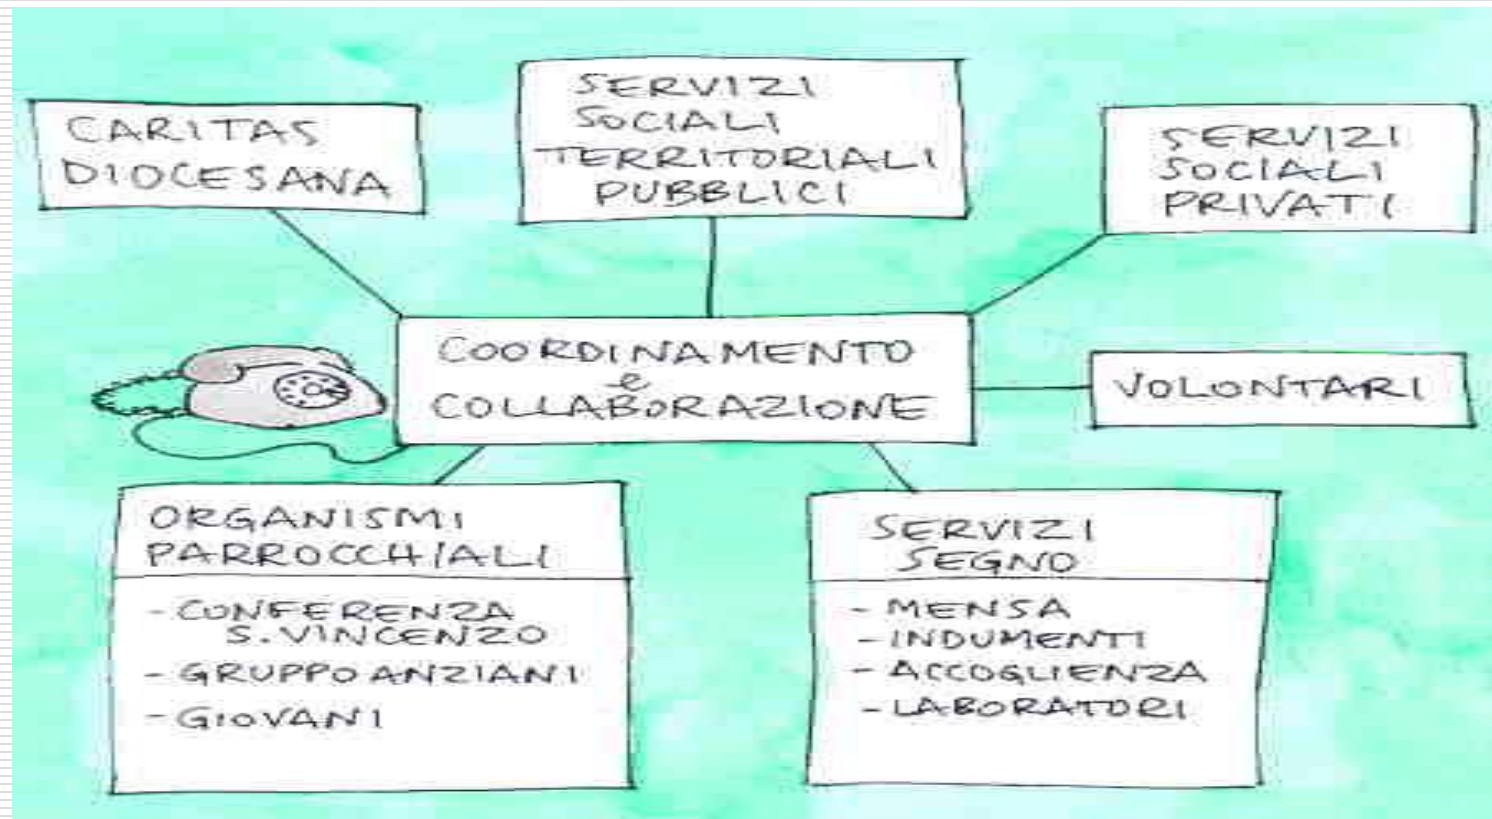 CARITAS
DIOCESANA
SERVIZI
SOCIALI
TERRITORIALI
PUBBLICI
SERVIZI
SOCIALI
PRIVATI
COORDINAMENTO
e
COLLABORAZIONE
VOLONTARI
ORGANISMI
PARROCCHIALI
- CONFERENZA
S. VINCENZO
- GRUPPO ANZIANI
- GIOVANI
SERVIZI
SEGNO
- MENSA
- INDUMENTI
- ACCOGLIENZA
- LABORATORI